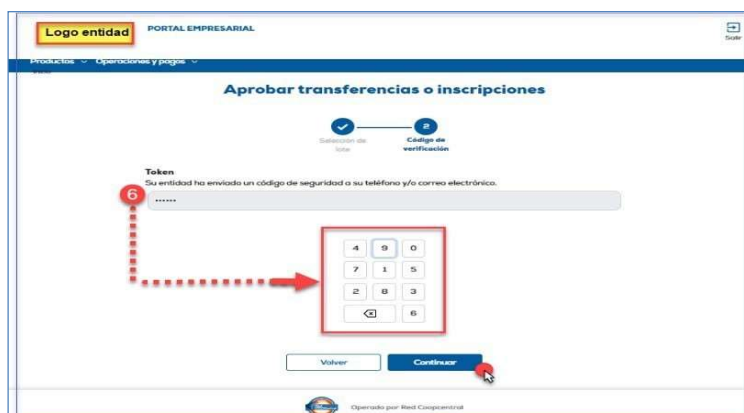 Logo entidad
PORTAL EMPRESARIAL
Salir
Productos Operaciones y pagos
Inicio
Aprobar transferencias o inscripciones
2
Selección de
lote
Código de
verificación
Token
Su entidad ha enviado un código de seguridad a su teléfono y/o correo electrónico.
6
••••••
4 9 0
7 1 5
2 8 3
6
Volver Continuar
Operado por Red Coopcentral